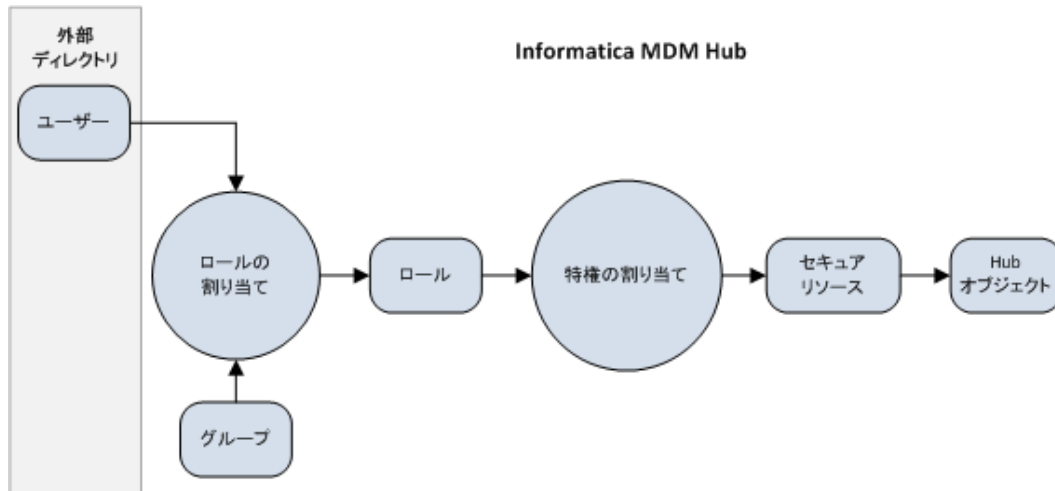 外部
ディレクトリ
Informatica MDM Hub
ユーザー
ロールの
割り当て
ロール
特権の割り当て
セキュア
リソース
Hub
オブジェクト
グループ